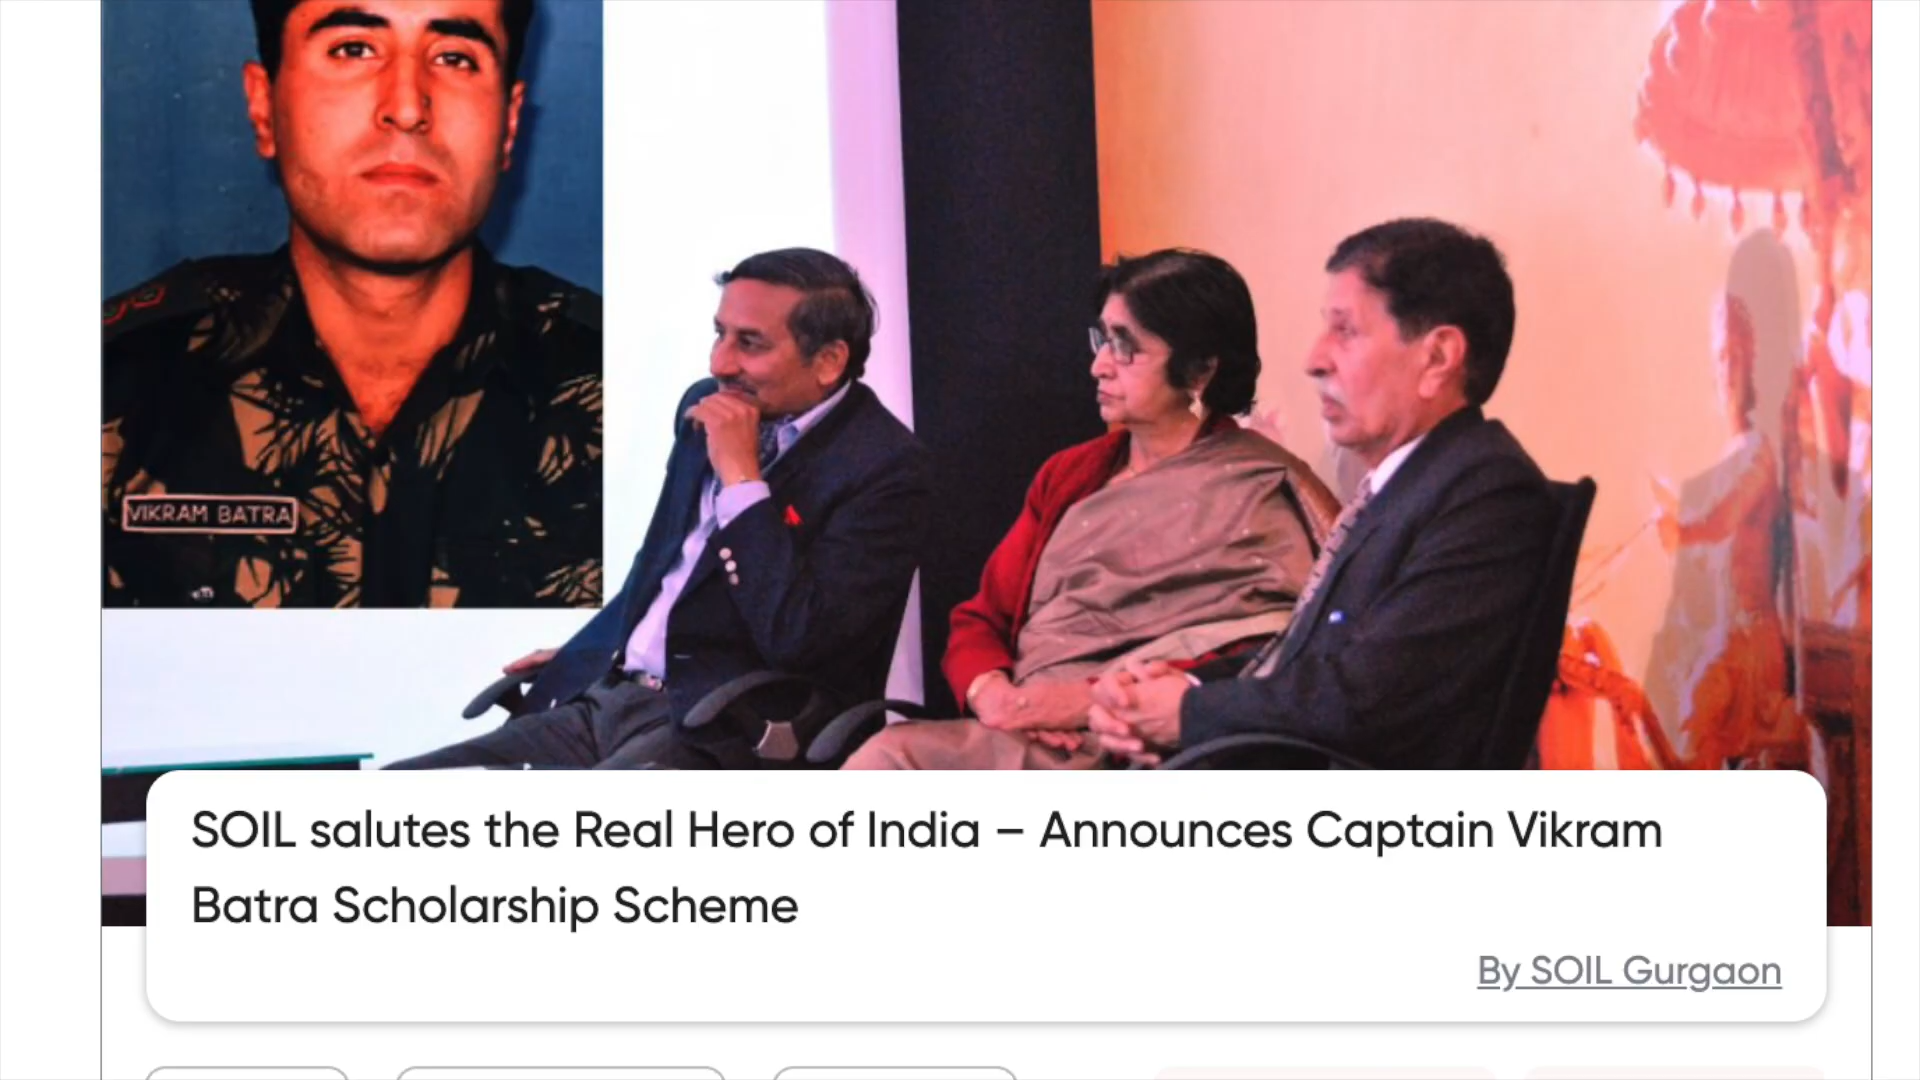 VIKRAM BATRA
SOIL salutes the Real Hero of India – Announces Captain Vikram
Batra Scholarship Scheme
By SOIL Gurgaon